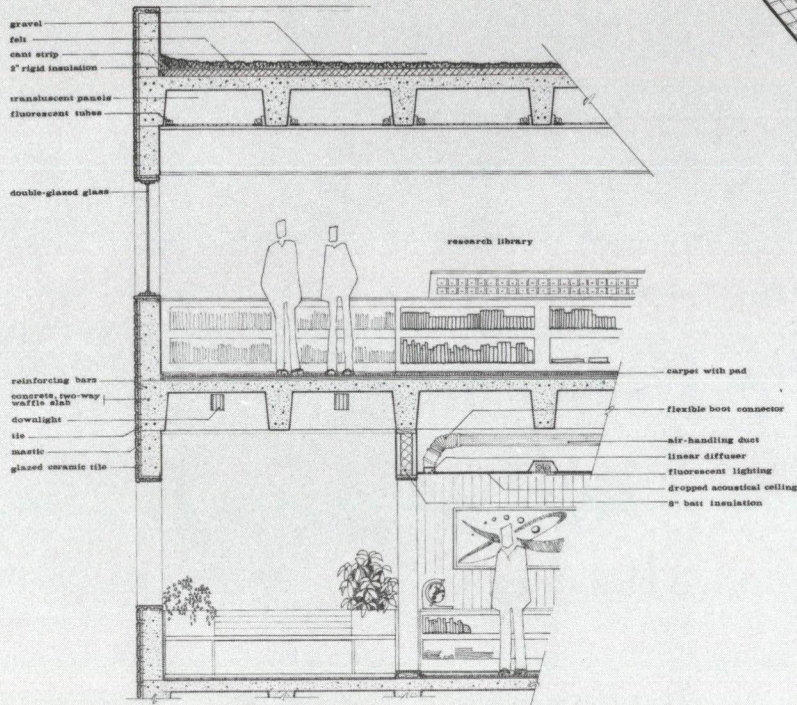 gravel
felt
cant strip
3" rigid insulation
transluscent panels
fluorescent tubes
double-glazed glass
research library
reinforcing bars
concrete, two-way
waffle slab
downlight
tie
mastic
glazed ceramic tile
carpet with pad
flexible boot connector
air-handling duct
linear diffuser
fluorescent lighting
dropped acoustical ceiling
8" batt insulation